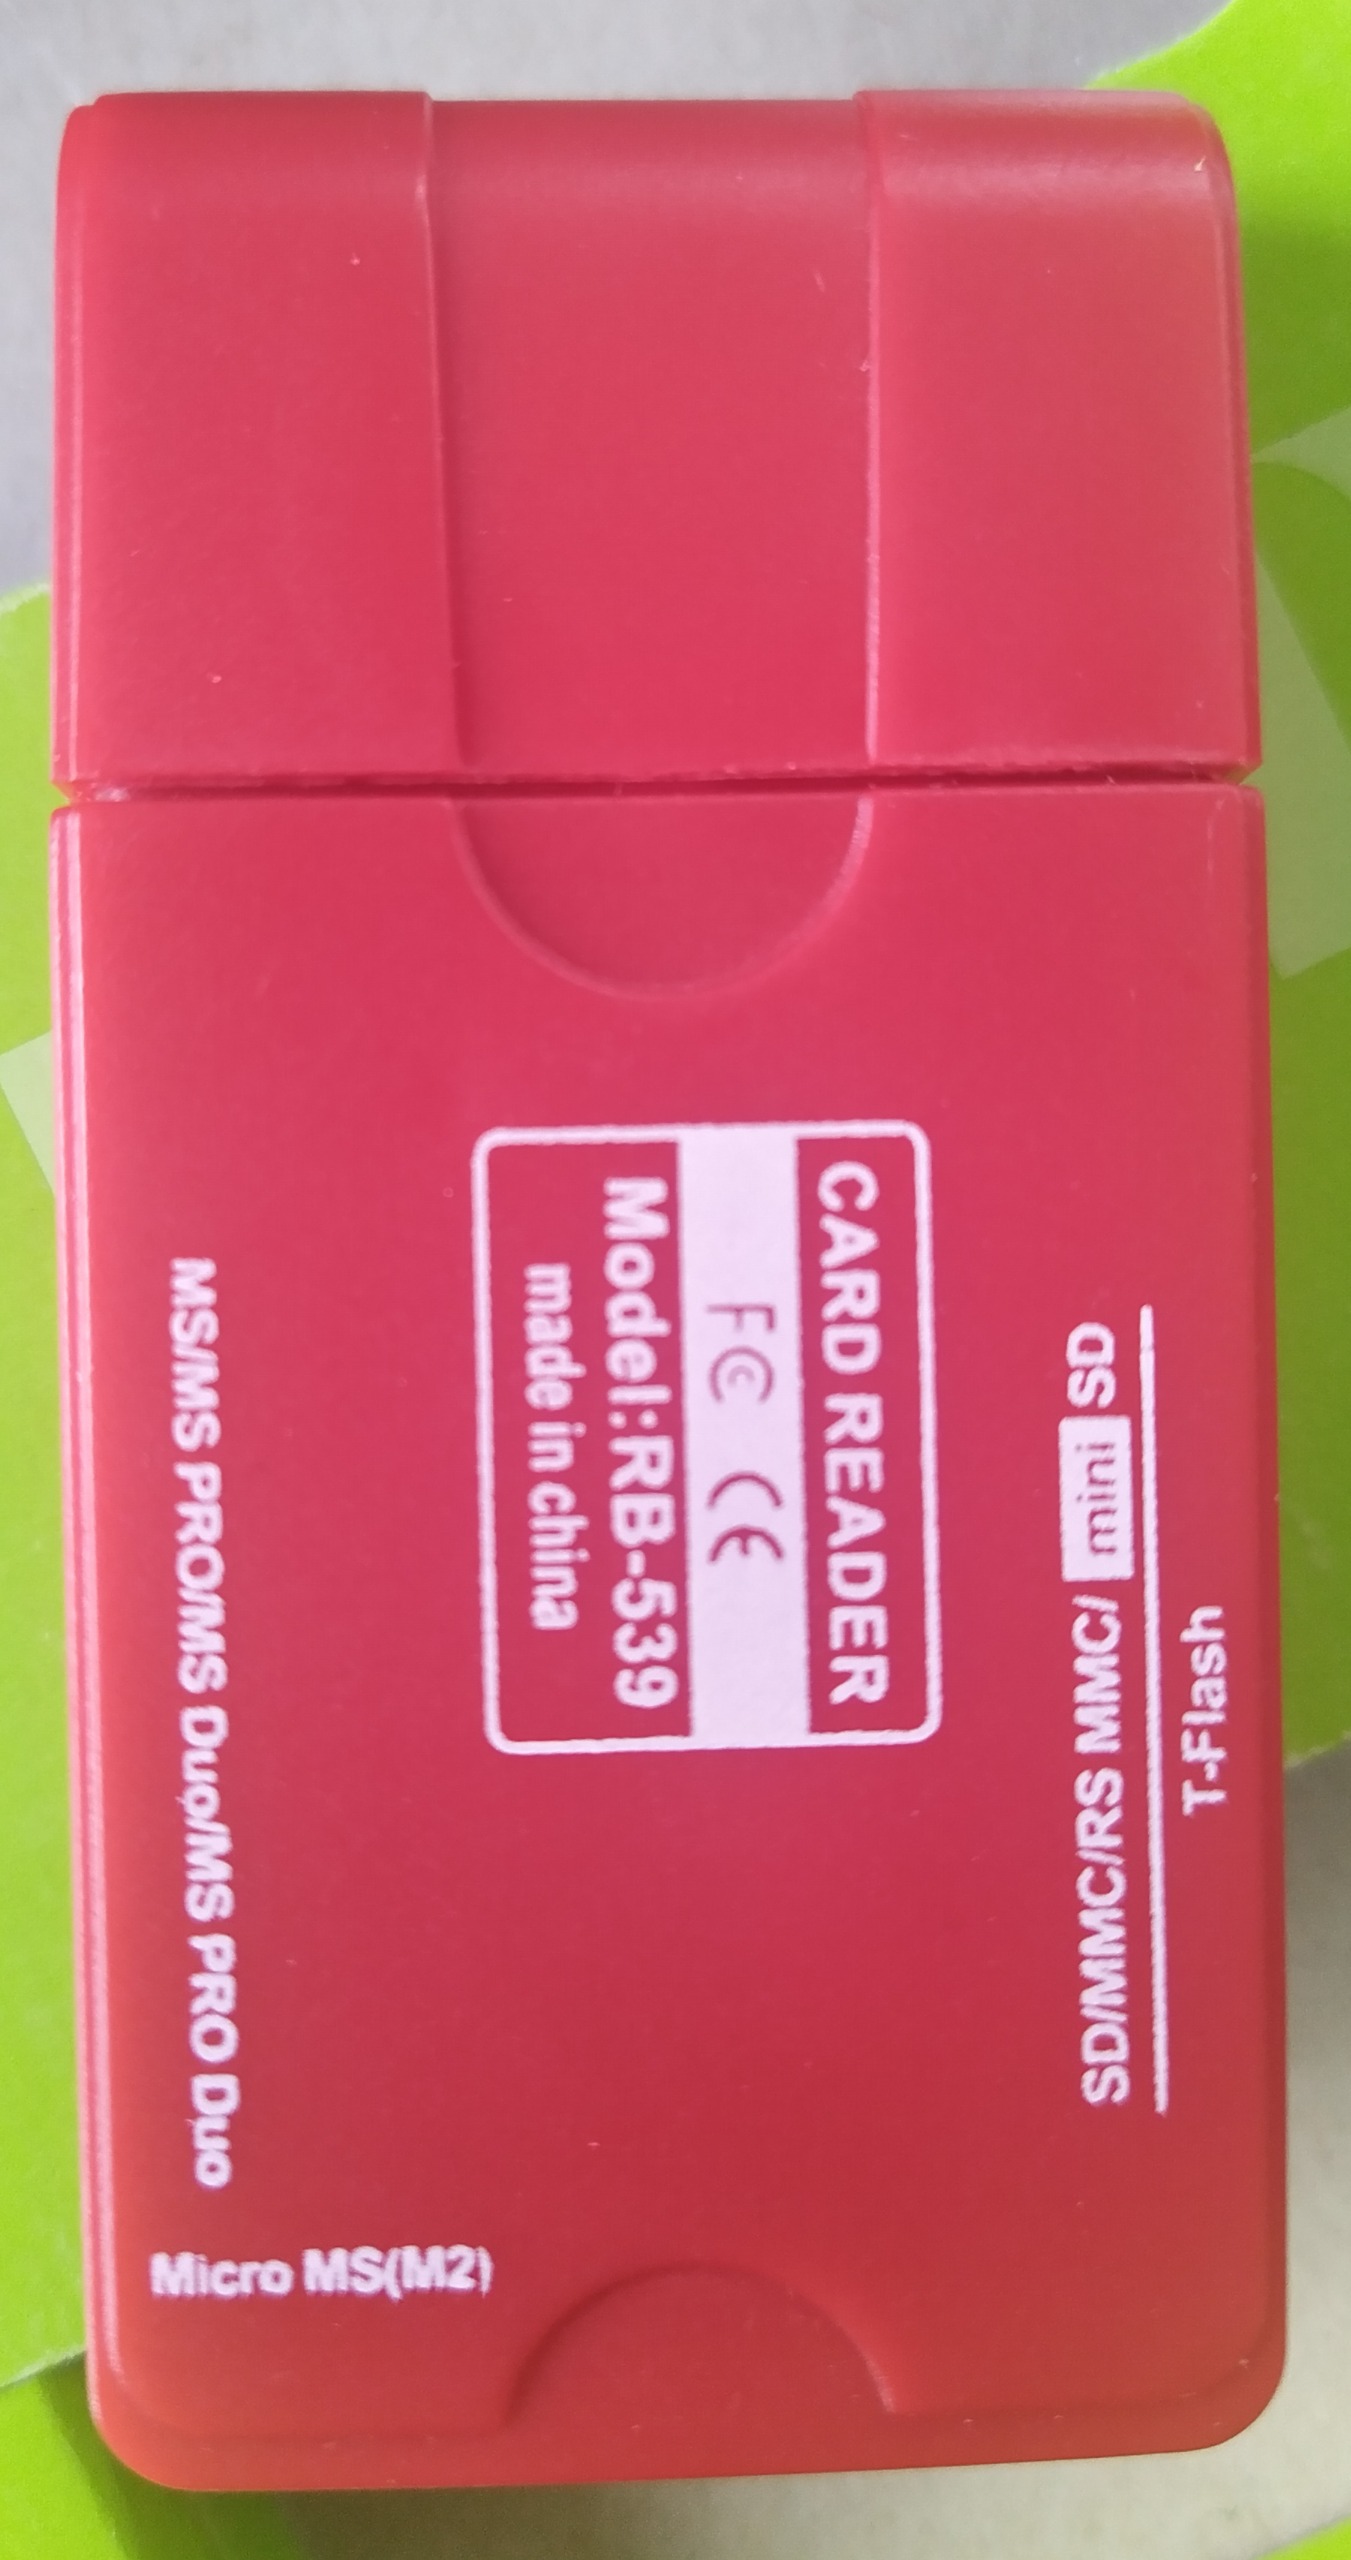 CARD READER
FC CE
Model:RB-539
made in china
T-Flash
SD/MMC/RS MMC/ mini SD
MS/MS PRO/MS Duo/MS PRO Duo
Micro MS(M2)